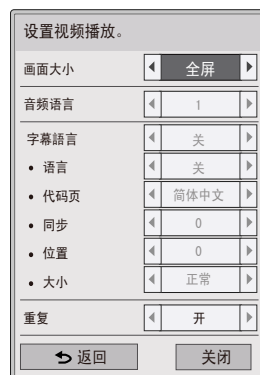 设置视频播放。
画面大小 全屏
音频语言 1
字幕語言 关
• 语言 关
• 代码页 简体中文
• 同步 0
• 位置 0
• 大小 正常
重复 开
返回 关闭